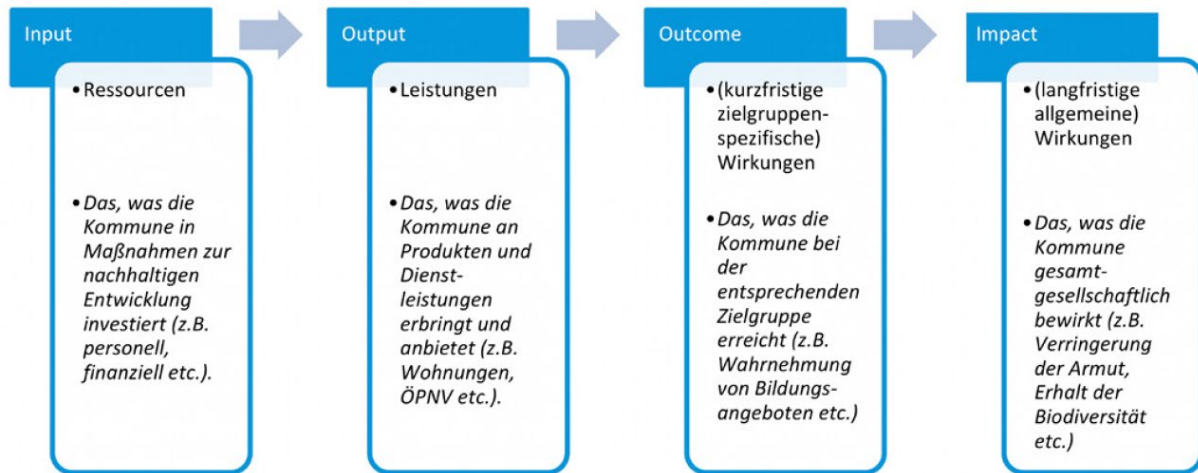 Input
• Ressourcen
• Das, was die
Kommune in
Maßnahmen zur
nachhaltigen
Entwicklung
investiert (z.B.
personell,
finanziell etc.).
Output
• Leistungen
• Das, was die
Kommune an
Produkten und
Dienst-
leistungen
erbringt und
anbietet (z.B.
Wohnungen,
ÖPNV etc.).
Outcome
• (kurzfristige
zielgruppen-
spezifische)
Wirkungen
• Das, was die
Kommune bei
der
entsprechenden
Zielgruppe
erreicht (z.B.
Wahrnehmung
von Bildungs-
angeboten etc.)
Impact
• (langfristige
allgemeine)
Wirkungen
• Das, was die
Kommune
gesamt-
gesellschaftlich
bewirkt (z.B.
Verringerung
der Armut,
Erhalt der
Biodiversität
etc.)